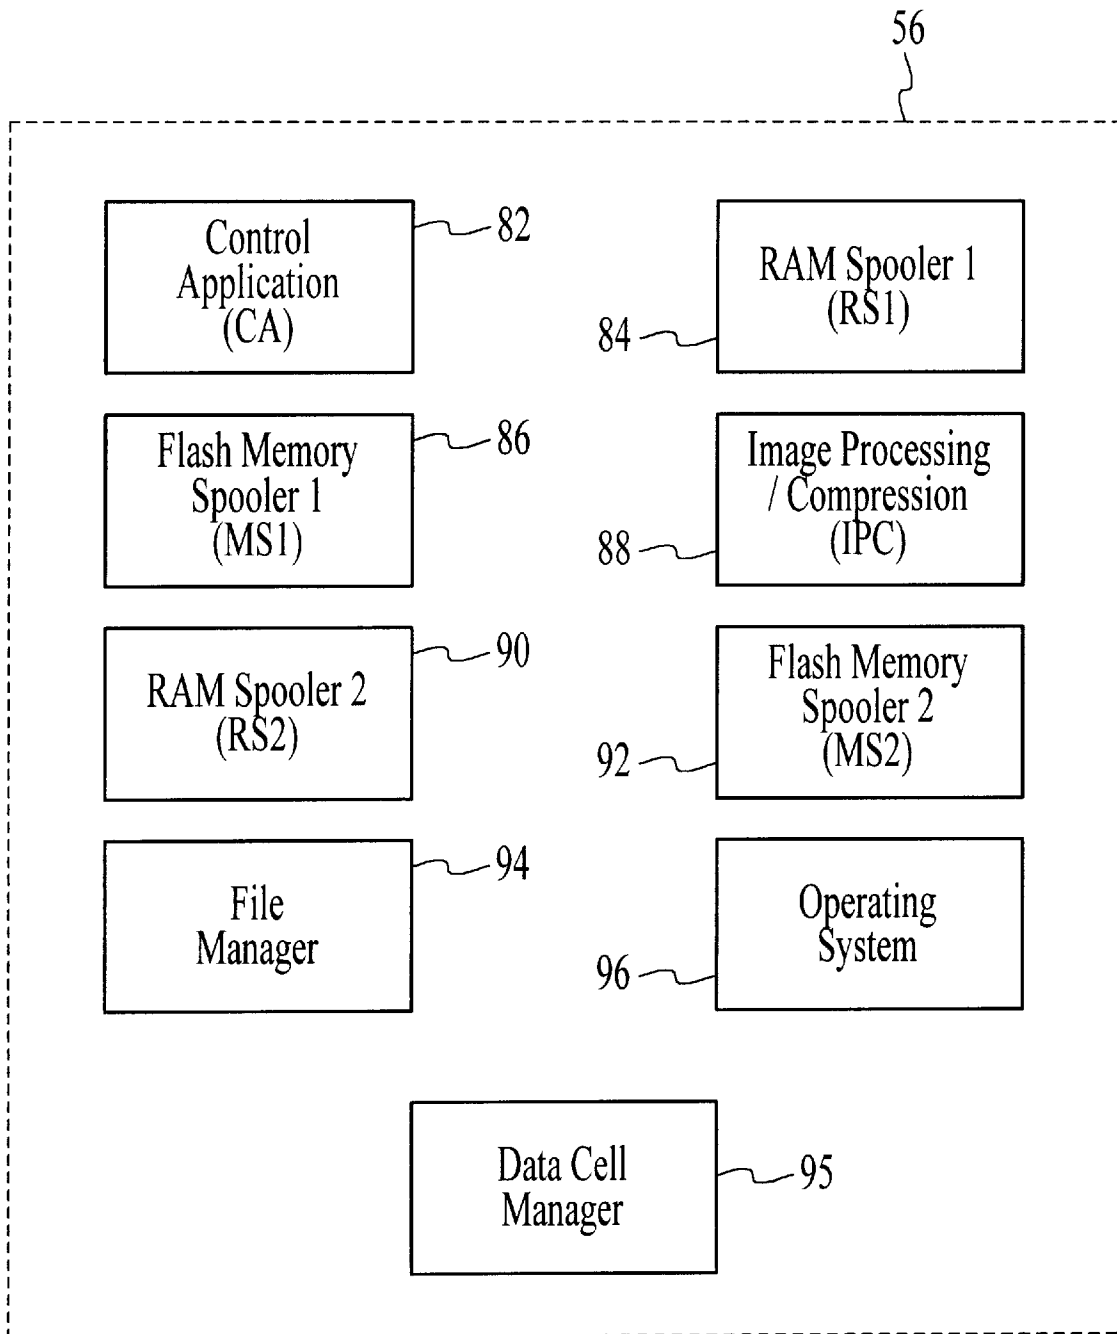 56
Control
Application
(CA)
82
RAM Spooler 1
(RS1)
84
Flash Memory
Spooler 1
(MS1)
86
Image Processing
/ Compression
(IPC)
88
RAM Spooler 2
(RS2)
90
Flash Memory
Spooler 2
(MS2)
92
File
Manager
94
Operating
System
96
Data Cell
Manager
95